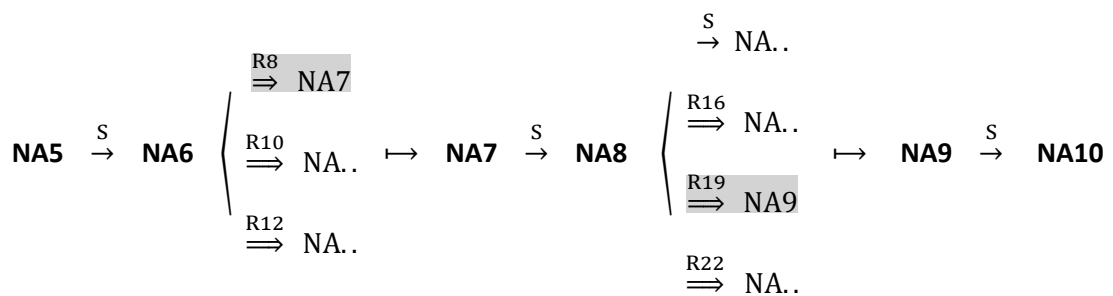 S
→ NA..
R8
⟹ NA7
R16
⟹ NA..
NA5 S→ NA6 R10⟹ NA.. ↦ NA7 S→ NA8 ↦ NA9 S→ NA10
R19
⟹ NA9
R12
⟹ NA..
R22
⟹ NA..